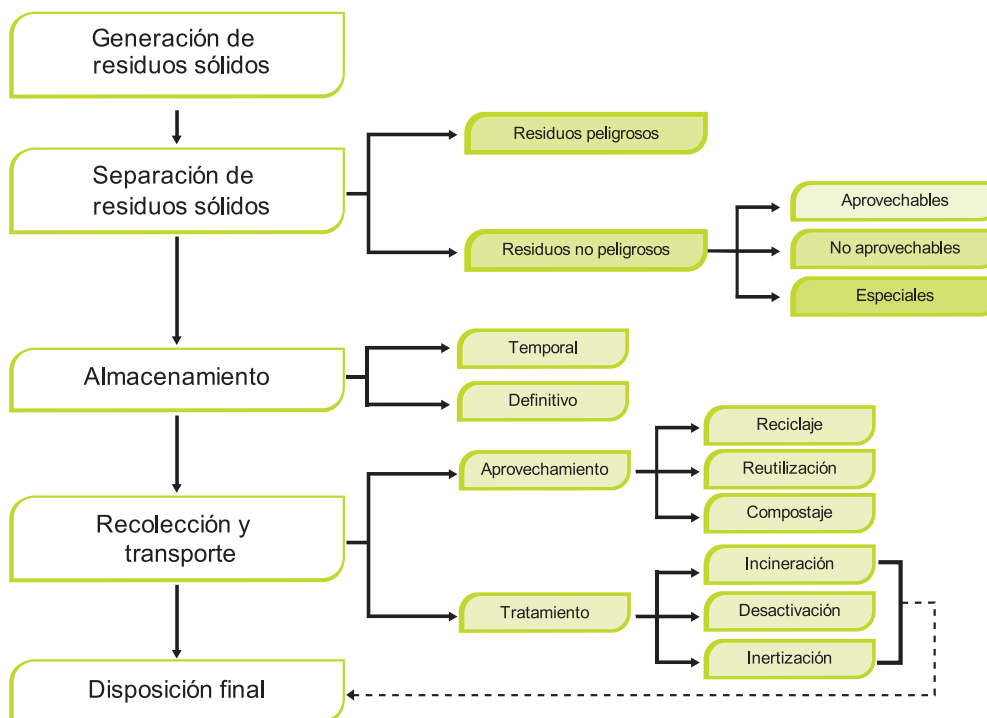 Generación de
residuos sólidos
Residuos peligrosos
Separación de
residuos sólidos
Aprovechables
Residuos no peligrosos
No aprovechables
Especiales
Temporal
Almacenamiento
Definitivo
Reciclaje
Aprovechamiento
Reutilización
Compostaje
Recolección y
transporte
Incineración
Tratamiento
Desactivación
Inertización
Disposición final